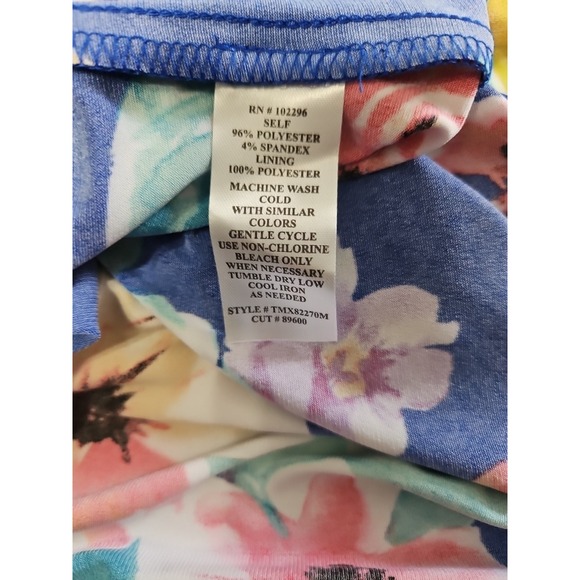 RN # 102296
SELF
96% POLYESTER
4% SPANDEX
LINING
100% POLYESTER
MACHINE WASH
COLD
WITH SIMILAR
COLORS
GENTLE CYCLE
USE NON-CHLORINE
BLEACH ONLY
WHEN NECESSARY
TUMBLE DRY LOW
COOL IRON
AS NEEDED
STYLE # TMX82270M
CUT # 89600